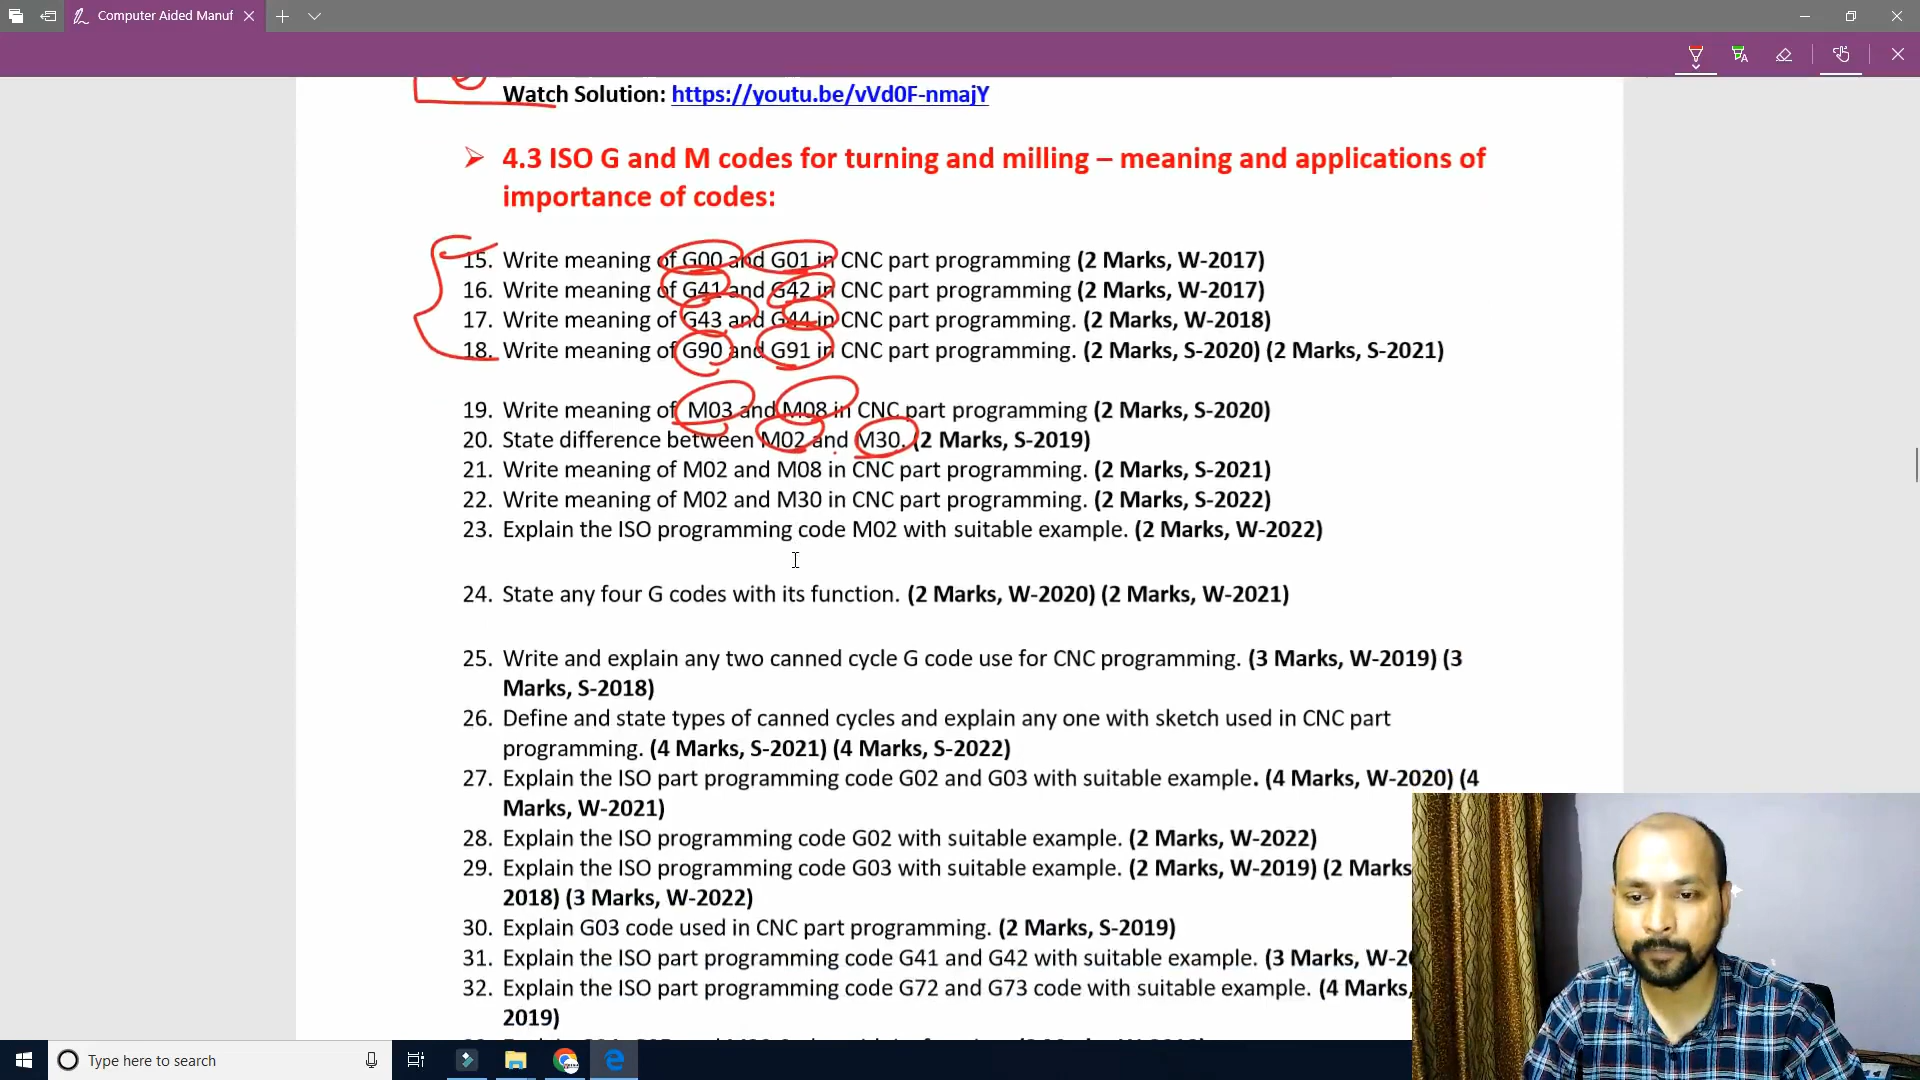 Computer Aided Manuf
Watch Solution: https://youtu.be/vVd0F-nmajY
➢ 4.3 ISO G and M codes for turning and milling – meaning and applications of
importance of codes:
15. Write meaning of G00 and G01 in CNC part programming (2 Marks, W-2017)
16. Write meaning of G41 and G42 in CNC part programming (2 Marks, W-2017)
17. Write meaning of G43 and G44 in CNC part programming. (2 Marks, W-2018)
18. Write meaning of G90 and G91 in CNC part programming. (2 Marks, S-2020) (2 Marks, S-2021)
19. Write meaning of M03 and M08 in CNC part programming (2 Marks, S-2020)
20. State difference between M02 and M30. (2 Marks, S-2019)
21. Write meaning of M02 and M08 in CNC part programming. (2 Marks, S-2021)
22. Write meaning of M02 and M30 in CNC part programming. (2 Marks, S-2022)
23. Explain the ISO programming code M02 with suitable example. (2 Marks, W-2022)
24. State any four G codes with its function. (2 Marks, W-2020) (2 Marks, W-2021)
25. Write and explain any two canned cycle G code use for CNC programming. (3 Marks, W-2019) (3
Marks, S-2018)
26. Define and state types of canned cycles and explain any one with sketch used in CNC part
programming. (4 Marks, S-2021) (4 Marks, S-2022)
27. Explain the ISO part programming code G02 and G03 with suitable example. (4 Marks, W-2020) (4
Marks, W-2021)
28. Explain the ISO programming code G02 with suitable example. (2 Marks, W-2022)
29. Explain the ISO programming code G03 with suitable example. (2 Marks, W-2019) (2 Marks
2018) (3 Marks, W-2022)
30. Explain G03 code used in CNC part programming. (2 Marks, S-2019)
31. Explain the ISO part programming code G41 and G42 with suitable example. (3 Marks, W-2
32. Explain the ISO part programming code G72 and G73 code with suitable example. (4 Marks,
2019)
Type here to search